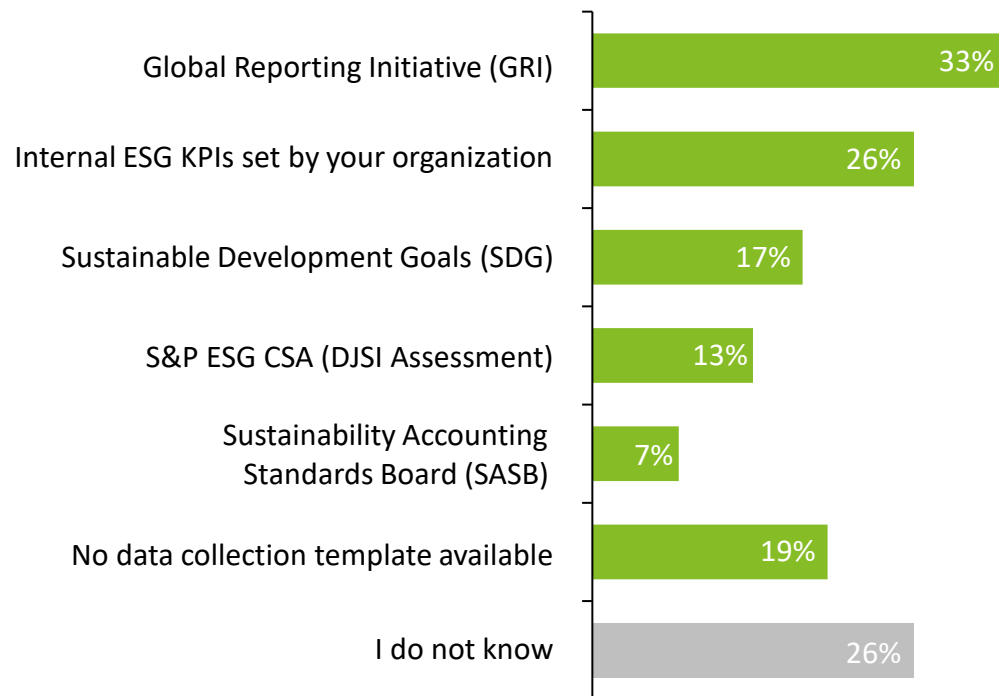 Global Reporting Initiative (GRI)
33%
Internal ESG KPIs set by your organization
26%
Sustainable Development Goals (SDG)
17%
S&P ESG CSA (DJSI Assessment)
13%
Sustainability Accounting
Standards Board (SASB)
7%
No data collection template available
19%
I do not know
26%